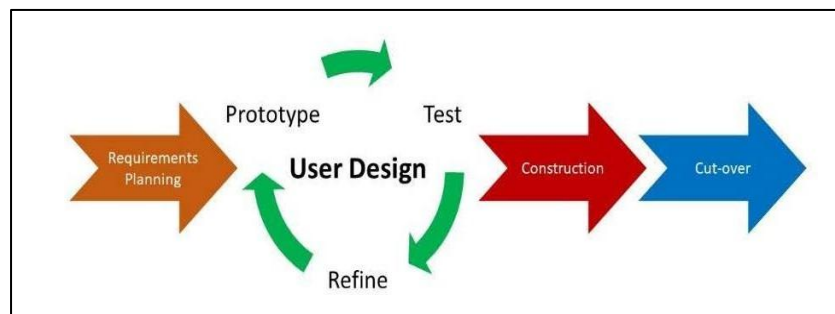 Prototype
Test
Requirements
Planning
User Design
Construction
Cut-over
Refine